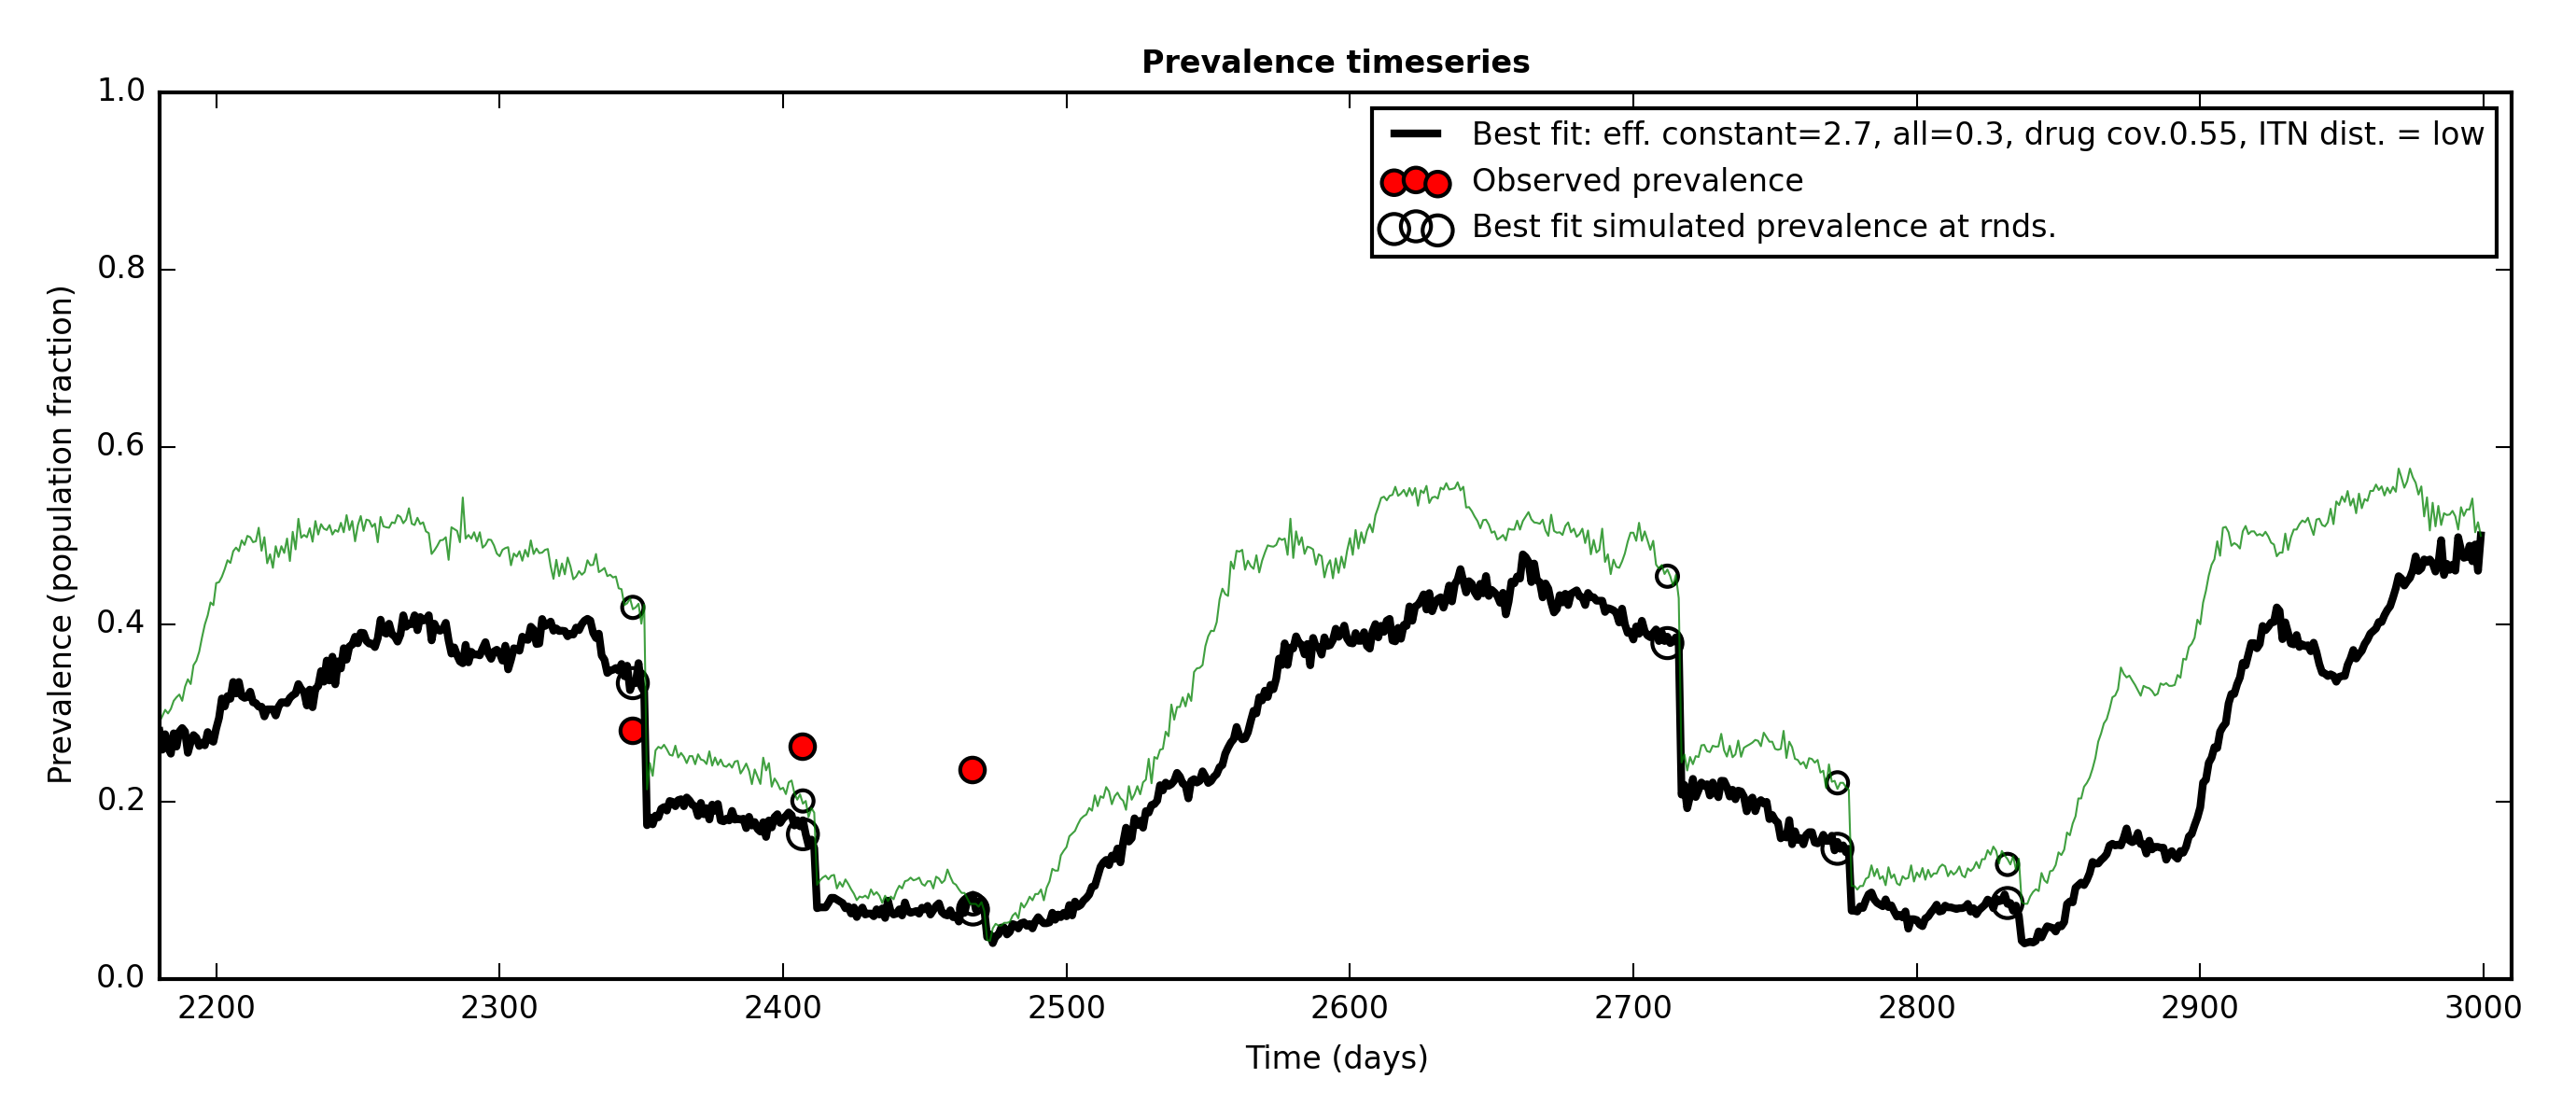 Prevalence timeseries
1.0
0.8
0.6
0.4
0.2
0.0
Prevalence (population fraction)
Best fit: eff. constant=2.7, all=0.3, drug cov.0.55, ITN dist. = low
Observed prevalence
Best fit simulated prevalence at rnds.
2200 2300 2400 2500 2600 2700 2800 2900 3000
Time (days)